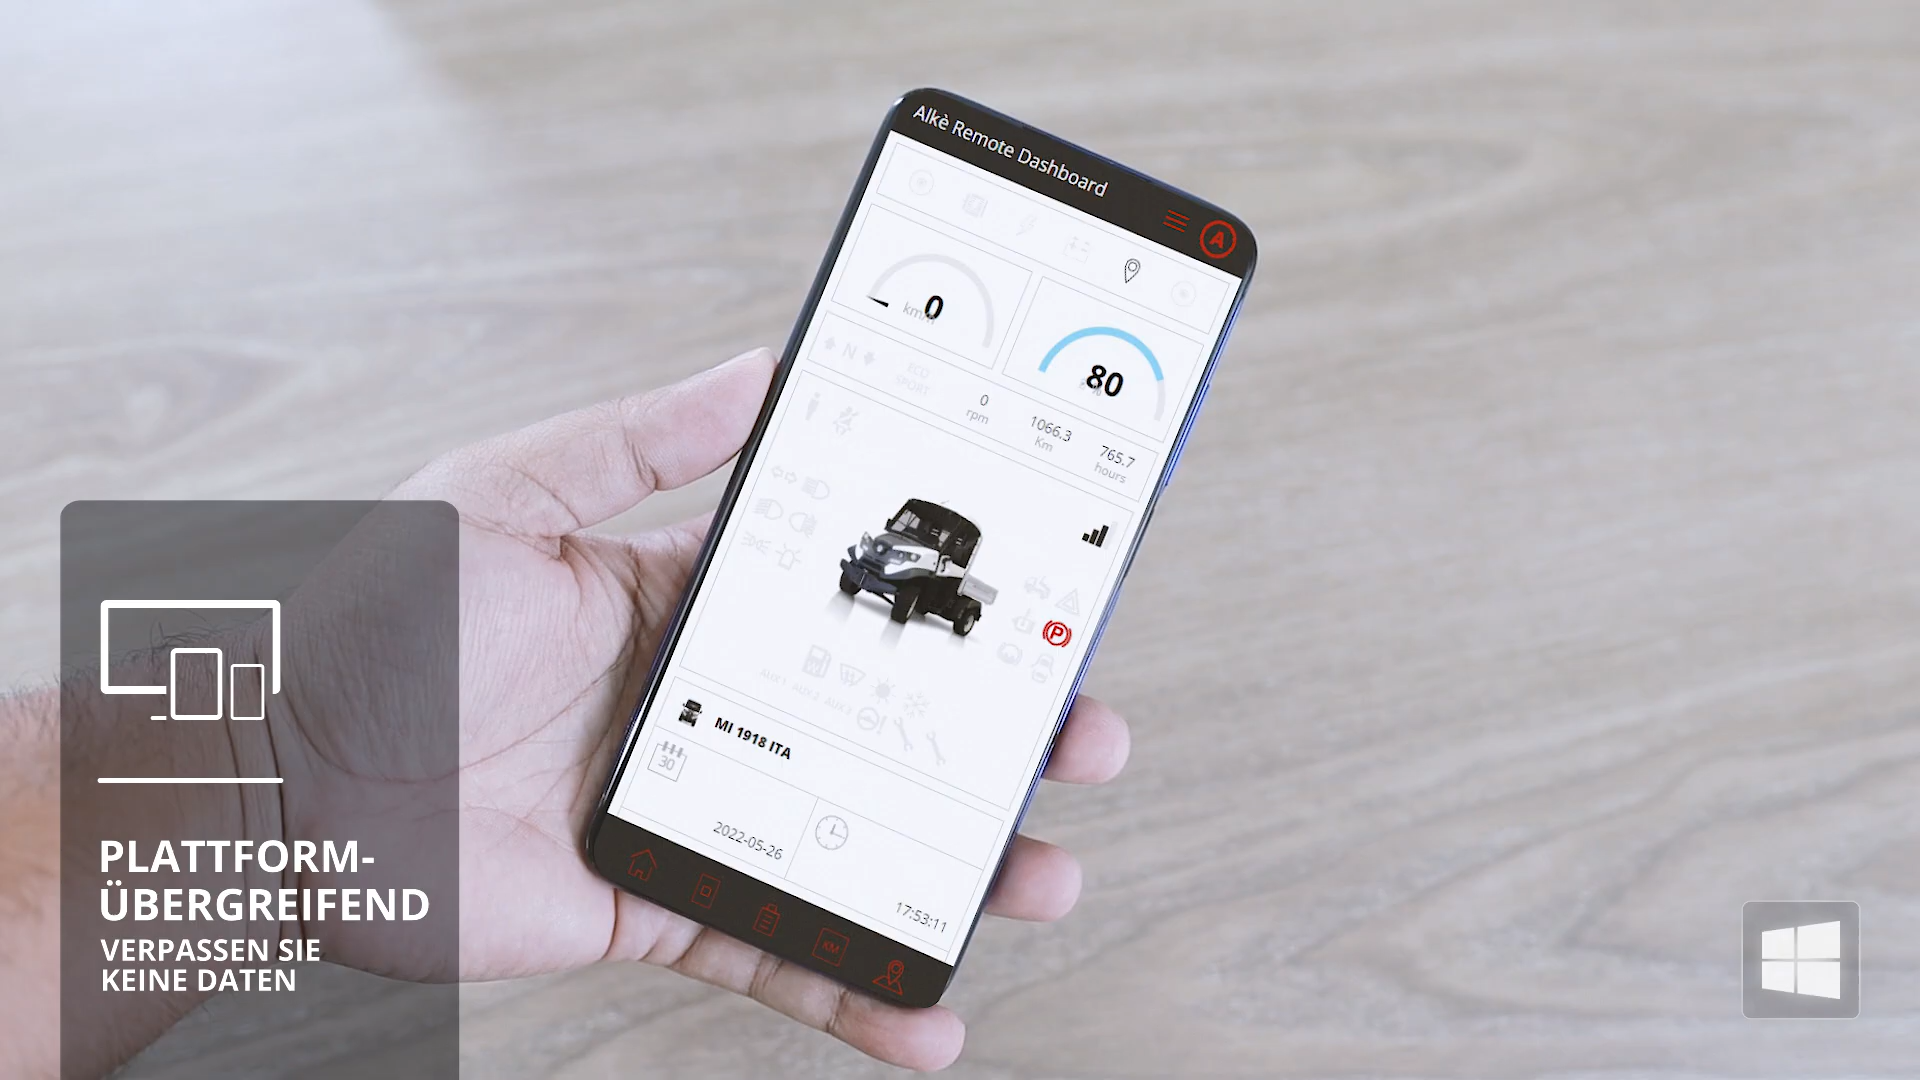 Alkè Remote Dashboard
A
0
km/h
80
%
N
ECO
SPORT
0
rpm
1066.3
Km
765.7
hours
P
AUX 1 AUX 2 AUX 3
MI 1918 ITA
30
2022-05-26
17:53:11
KM
PLATTFORM-
ÜBERGREIFEND
VERPASSEN SIE
KEINE DATEN